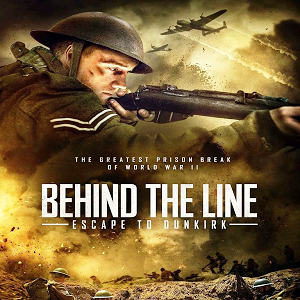 THE GREATEST PRISON BREAK
OF WORLD WAR II
BEHIND THE LINE
ESCAPE TO DUNKIRK